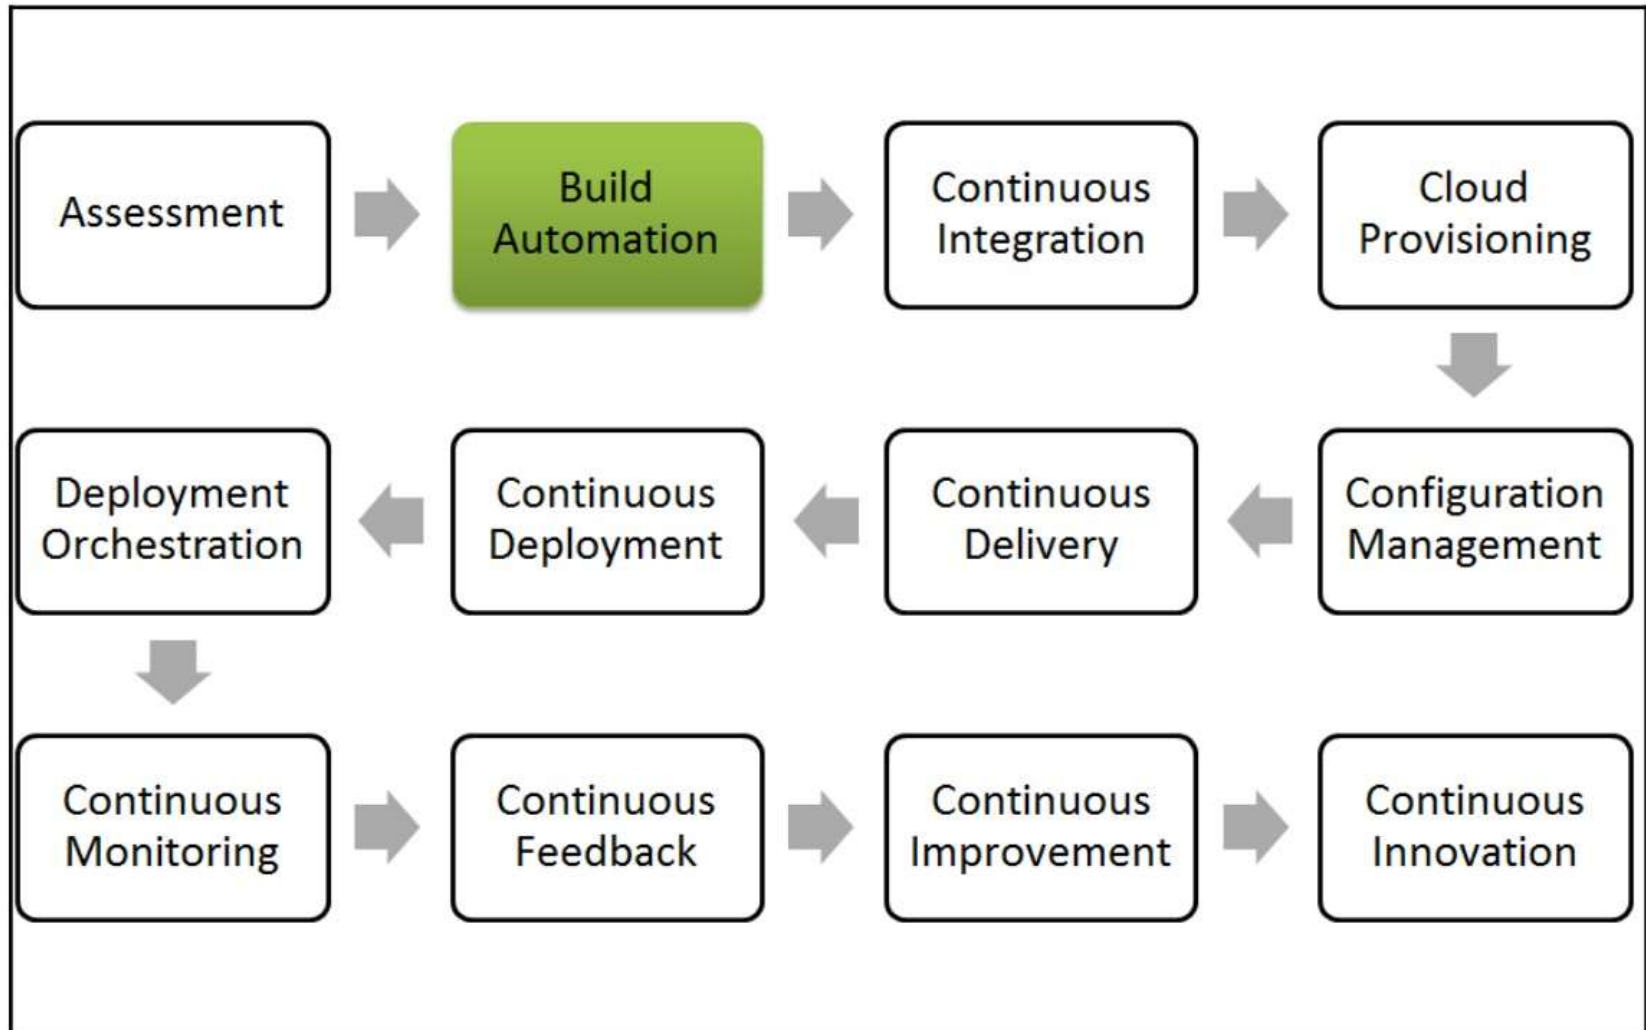 Assessment
Build
Automation
Continuous
Integration
Cloud
Provisioning
Configuration
Management
Continuous
Delivery
Continuous
Deployment
Deployment
Orchestration
Continuous
Monitoring
Continuous
Feedback
Continuous
Improvement
Continuous
Innovation